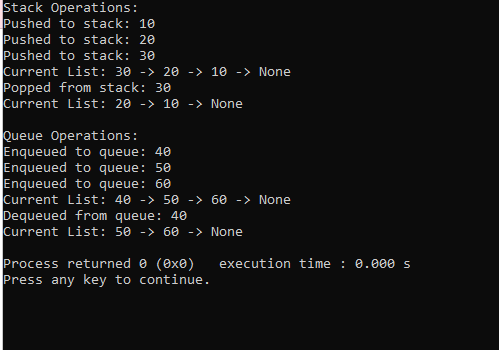 Stack Operations:
Pushed to stack: 10
Pushed to stack: 20
Pushed to stack: 30
Current List: 30 -> 20 -> 10 -> None
Popped from stack: 30
Current List: 20 -> 10 -> None

Queue Operations:
Enqueued to queue: 40
Enqueued to queue: 50
Enqueued to queue: 60
Current List: 40 -> 50 -> 60 -> None
Dequeued from queue: 40
Current List: 50 -> 60 -> None

Process returned 0 (0x0)   execution time : 0.000 s
Press any key to continue.